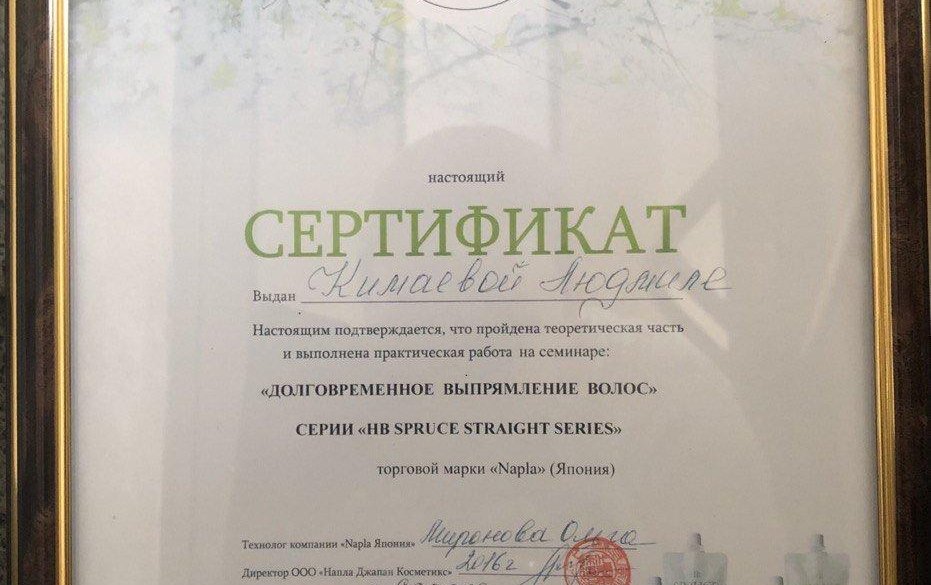 настоящий
СЕРТИФИКАТ
Выдан Кимаевой Людмиле
Настоящим подтверждается, что пройдена теоретическая часть
и выполнена практическая работа на семинаре:
«ДОЛГОВРЕМЕННОЕ ВЫПРЯМЛЕНИЕ ВОЛОС»
СЕРИИ «HB SPRUCE STRAIGHT SERIES»
торговой марки «Napla» (Япония)
Технолог компании «Napla Япония» Миронова Ольга
2016 г
Директор ООО «Напла Джапан Косметикс»